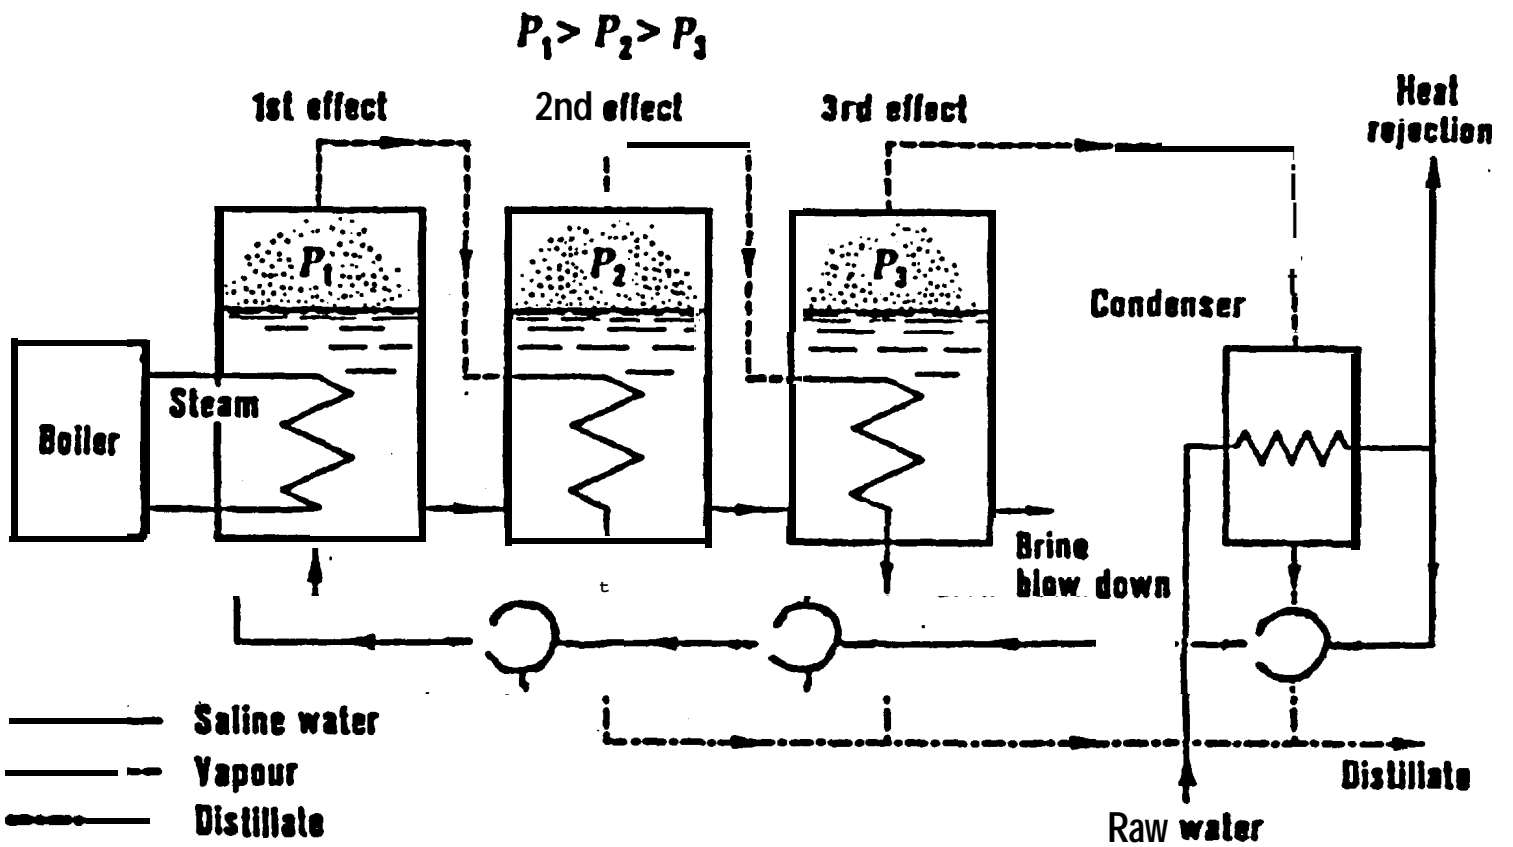 P1 > P2 > P3
1st effect
2nd effect
3rd effect
Heat
rejection
P1
P2
P3
Condenser
Steam
Boiler
Brine
blow down
t
Saline water
Vapour
Distillate
Distillate
Raw water